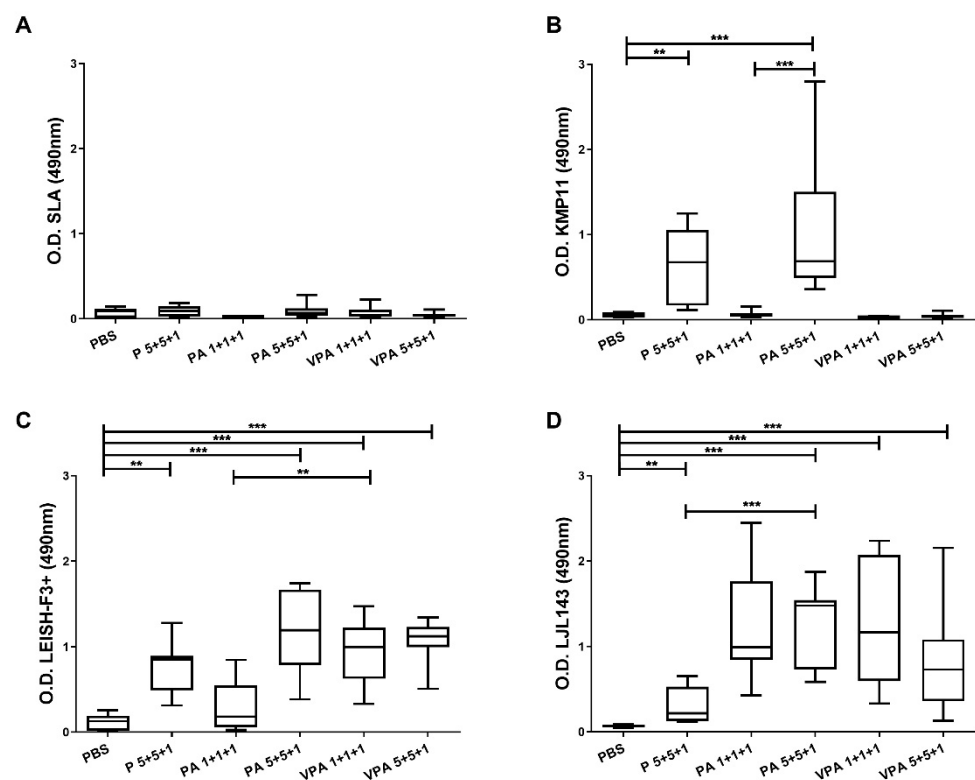 A
O.D. SLA (490nm)
3
2
1
0
PBS
P 5+5+1
PA 1+1+1
PA 5+5+1
VPA 1+1+1
VPA 5+5+1
B
O.D. KMP11 (490nm)
***
**
***
3
2
1
0
PBS
P 5+5+1
PA 1+1+1
PA 5+5+1
VPA 1+1+1
VPA 5+5+1
C
O.D. LEISH-F3+ (490nm)
***
***
***
**
**
3
2
1
0
PBS
P 5+5+1
PA 1+1+1
PA 5+5+1
VPA 1+1+1
VPA 5+5+1
D
O.D. LJL143 (490nm)
***
***
***
**
***
3
2
1
0
PBS
P 5+5+1
PA 1+1+1
PA 5+5+1
VPA 1+1+1
VPA 5+5+1